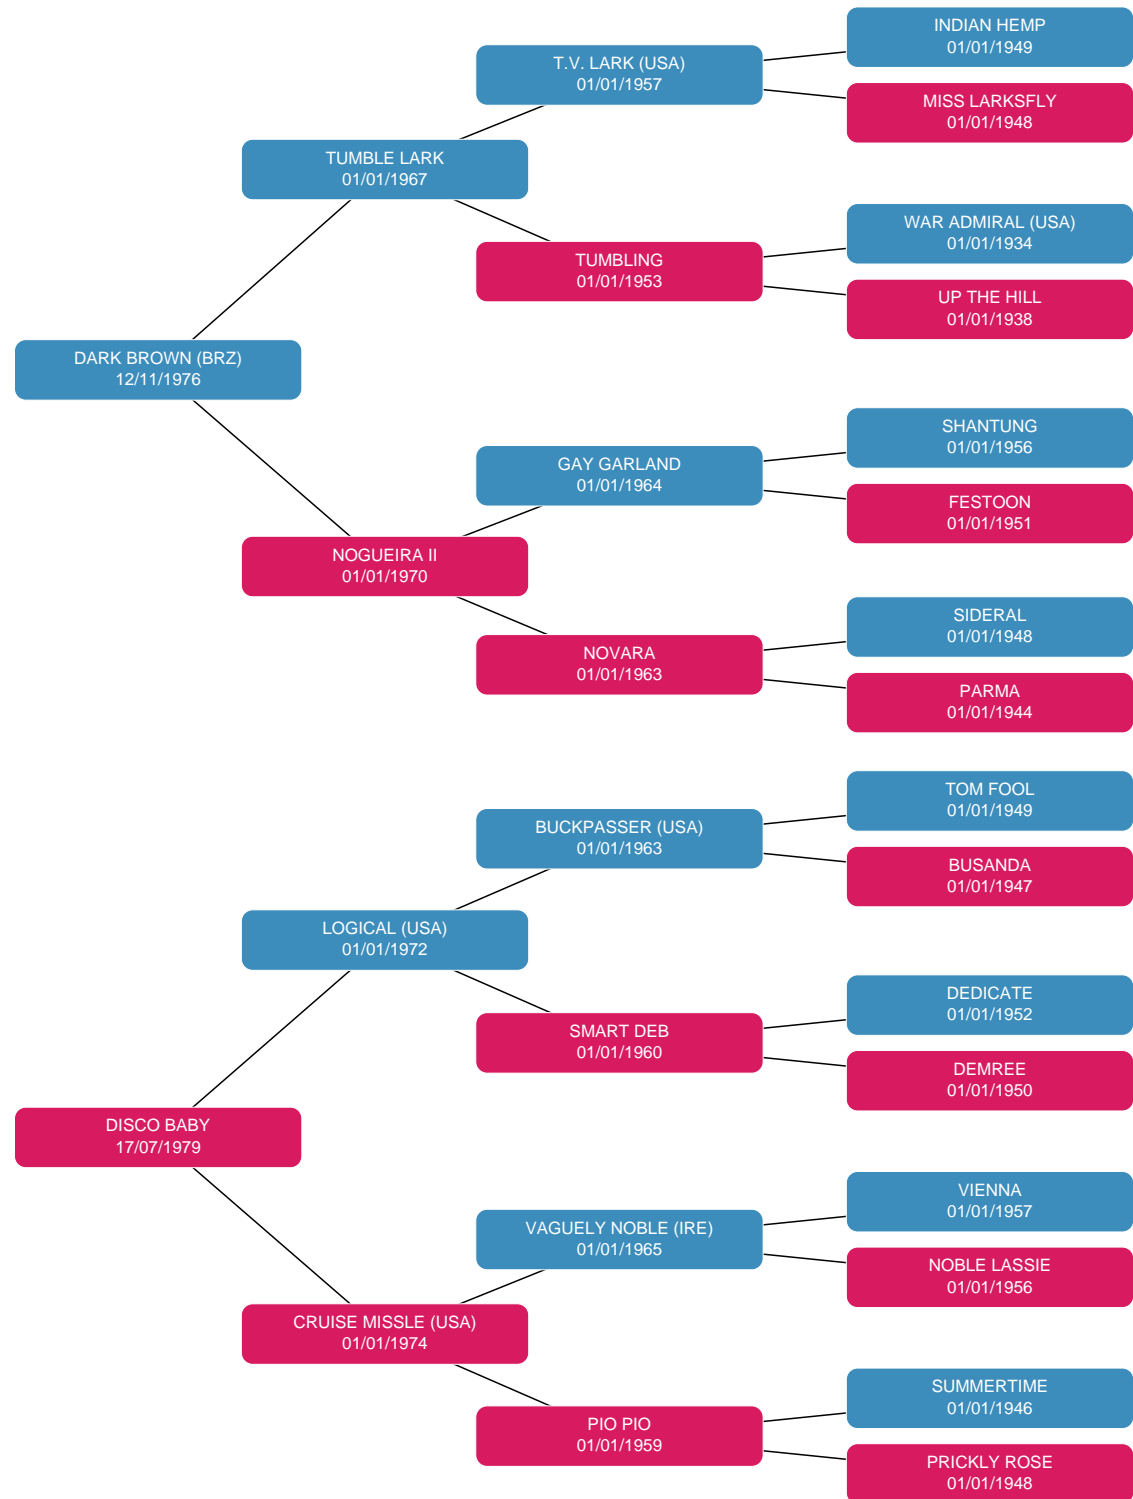 INDIAN HEMP
01/01/1949
T.V. LARK (USA)
01/01/1957
MISS LARKSFLY
01/01/1948
TUMBLE LARK
01/01/1967
WAR ADMIRAL (USA)
01/01/1934
TUMBLING
01/01/1953
UP THE HILL
01/01/1938
DARK BROWN (BRZ)
12/11/1976
SHANTUNG
01/01/1956
GAY GARLAND
01/01/1964
FESTOON
01/01/1951
NOGUEIRA II
01/01/1970
SIDERAL
01/01/1948
NOVARA
01/01/1963
PARMA
01/01/1944
TOM FOOL
01/01/1949
BUCKPASSER (USA)
01/01/1963
BUSANDA
01/01/1947
LOGICAL (USA)
01/01/1972
DEDICATE
01/01/1952
SMART DEB
01/01/1960
DEMREE
01/01/1950
DISCO BABY
17/07/1979
VIENNA
01/01/1957
VAGUELY NOBLE (IRE)
01/01/1965
NOBLE LASSIE
01/01/1956
CRUISE MISSLE (USA)
01/01/1974
SUMMERTIME
01/01/1946
PIO PIO
01/01/1959
PRICKLY ROSE
01/01/1948